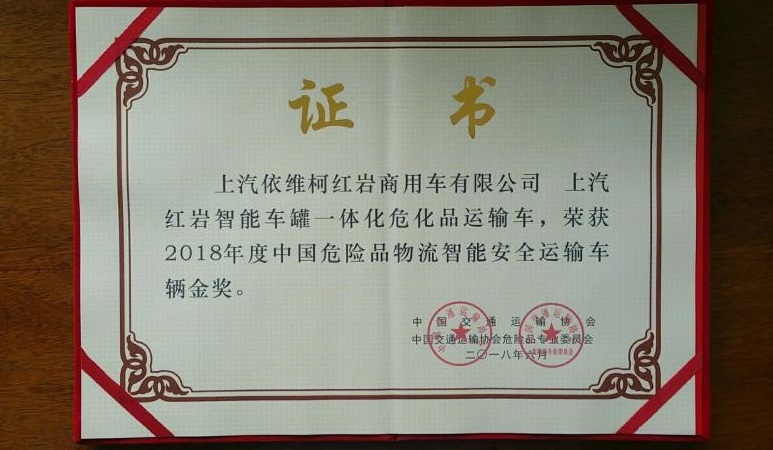 证书
上汽依维柯红岩商用车有限公司 上汽
红岩智能车罐一体化危化品运输车，荣获
2018年度中国危险品物流智能安全运输车
辆金奖。
中国交通运输协会
中国交通运输协会危险品专业委员会
二〇一八年六月